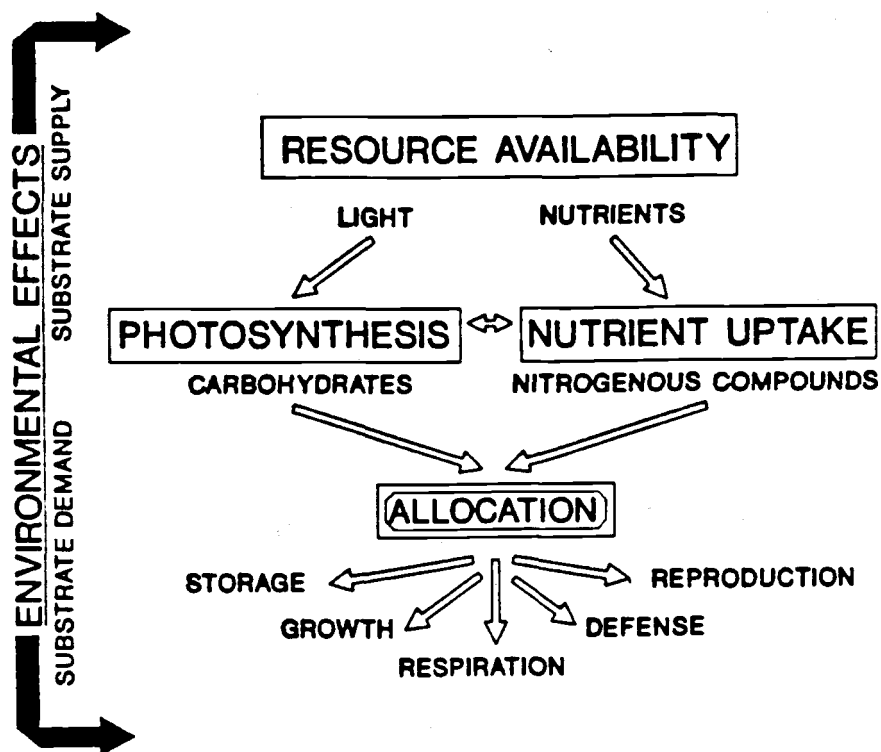 ENVIRONMENTAL EFFECTS
SUBSTRATE SUPPLY
SUBSTRATE DEMAND
RESOURCE AVAILABILITY
LIGHT
NUTRIENTS
PHOTOSYNTHESIS
NUTRIENT UPTAKE
CARBOHYDRATES
NITROGENOUS COMPOUNDS
ALLOCATION
STORAGE
REPRODUCTION
GROWTH
DEFENSE
RESPIRATION